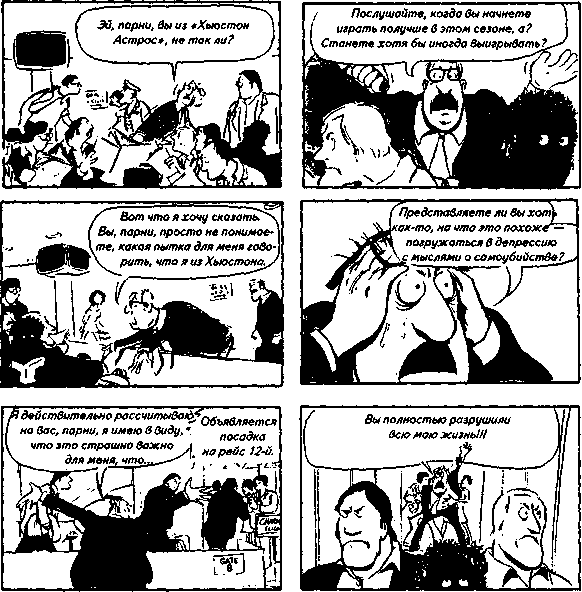 Эй, парни, вы из «Хьюстон
Астрос», не так ли?
Послушайте, когда вы начнете
играть получше в этом сезоне, а?
Станете хотя бы иногда выигрывать?
Вот что я хочу сказать.
Вы, парни, просто не понимае-
те, какая пытка для меня гово-
рить, что я из Хьюстона.
Представляете ли вы хоть
как-то, на что это похоже —
погружаться в депрессию
с мыслями о самоубийстве?
Я действительно рассчитываю
на вас, парни, я имею в виду,
что это страшно важно
для меня, что...
Объявляется
посадка
на рейс 12-й.
GATE
8
Вы полностью разрушили
всю мою жизнь!!!